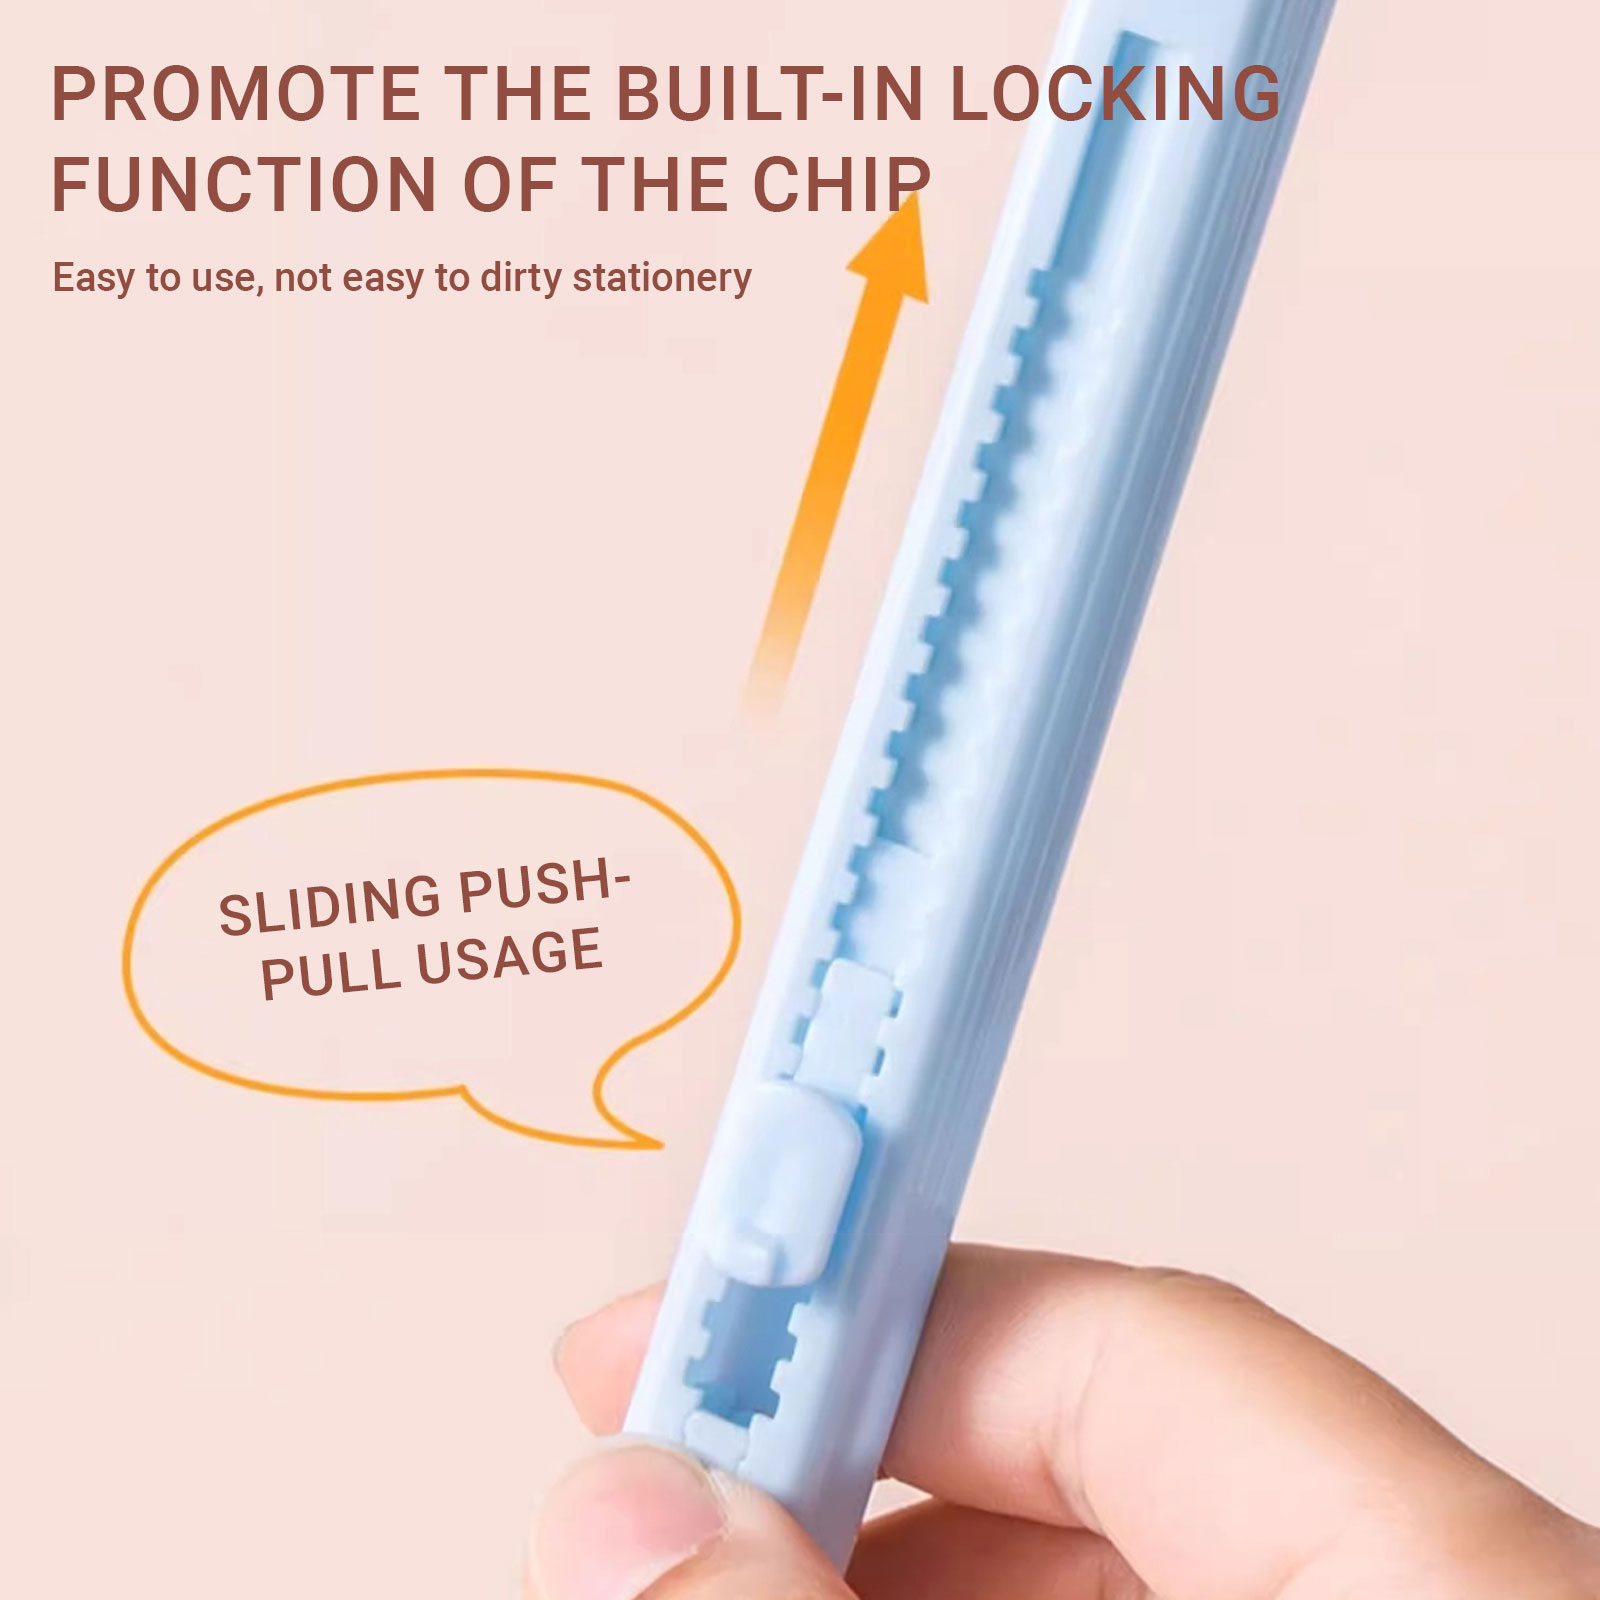 PROMOTE THE BUILT-IN LOCKING
FUNCTION OF THE CHIP
Easy to use, not easy to dirty stationery
SLIDING PUSH-
PULL USAGE